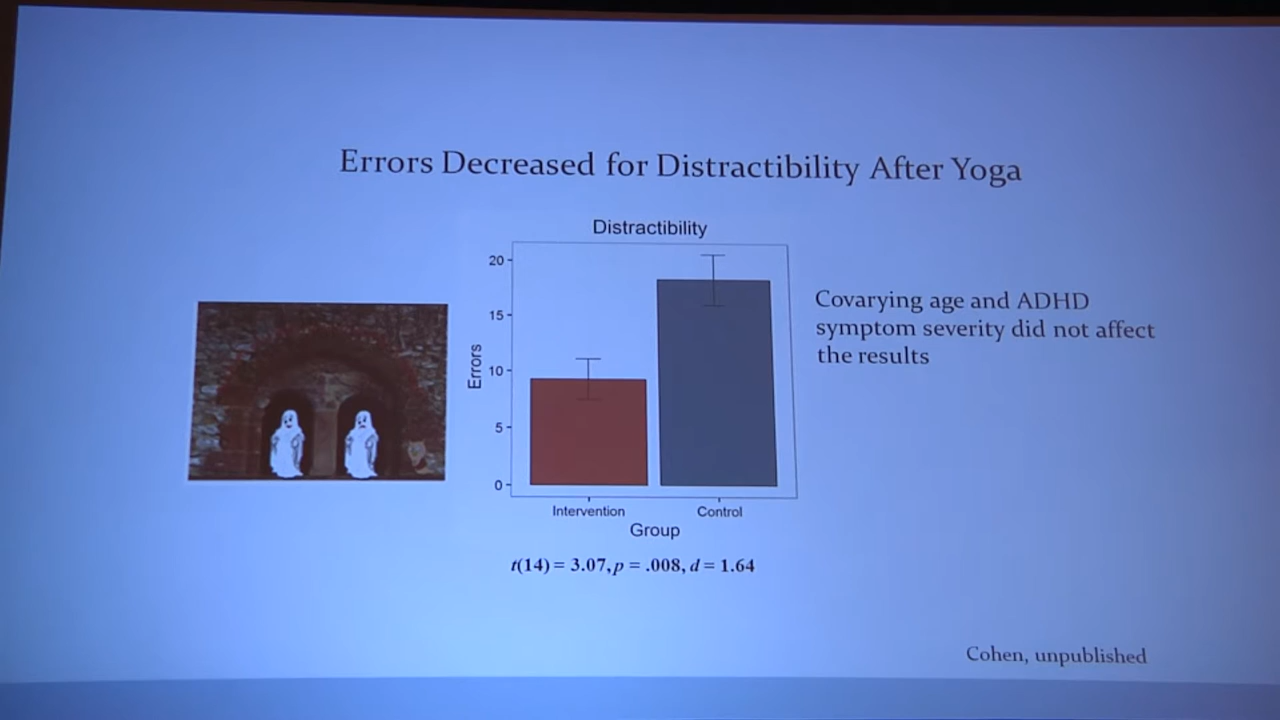 Errors Decreased for Distractibility After Yoga
Distractibility
20
15
10
5
0
Errors
Intervention
Control
Group
t(14) = 3.07, p = .008, d = 1.64
Covarying age and ADHD
symptom severity did not affect
the results
Cohen, unpublished